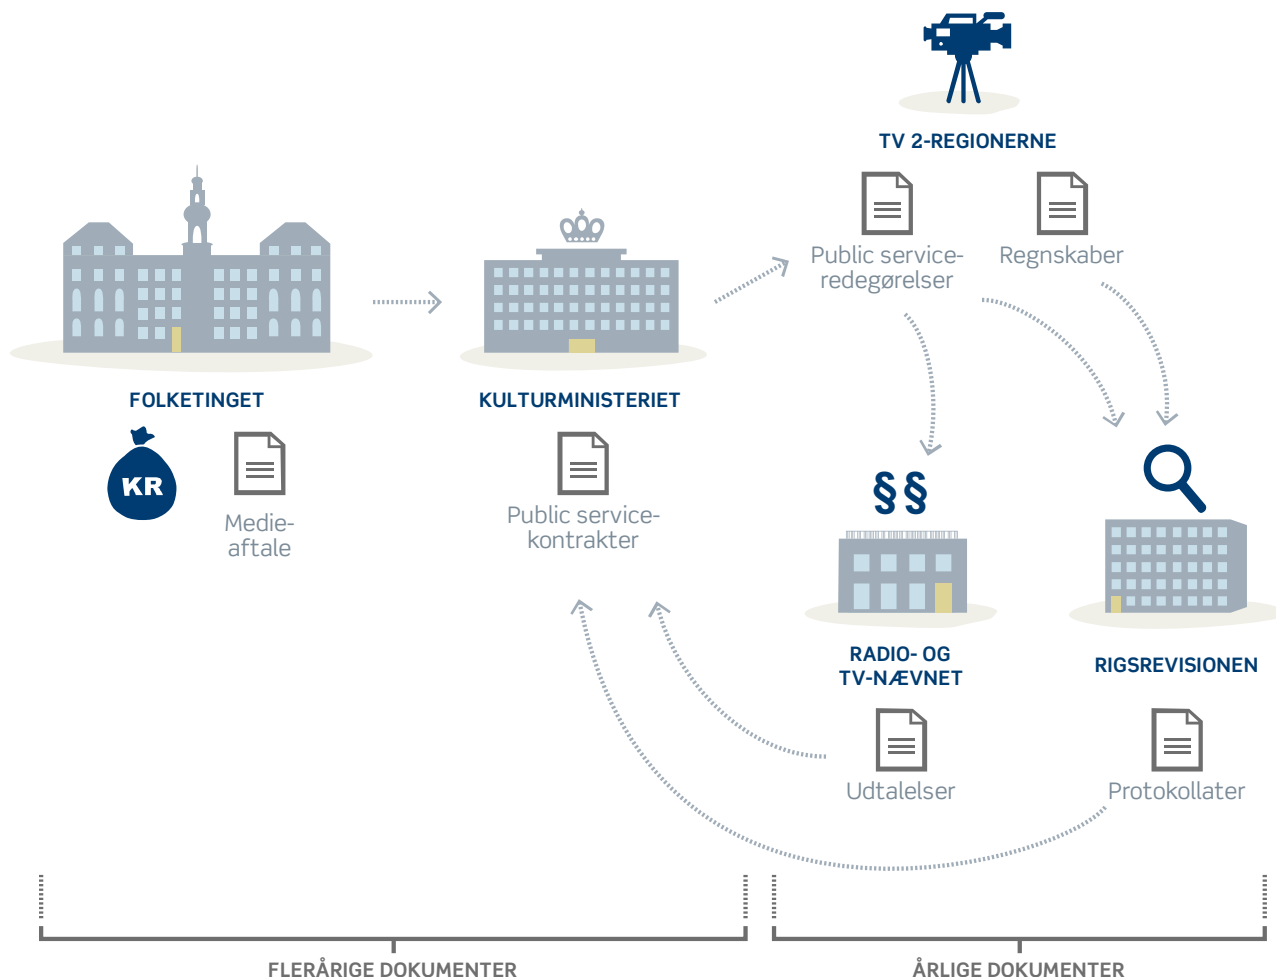 TV 2-REGIONERNE
Public service-
redegørelser
Regnskaber
FOLKETINGET
KR
Medie-
aftale
KULTURMINISTERIET
Public service-
kontrakter
§§
RADIO- OG
TV-NÆVNET
Udtalelser
RIGSREVISIONEN
Protokollater
FLERÅRIGE DOKUMENTER
ÅRLIGE DOKUMENTER